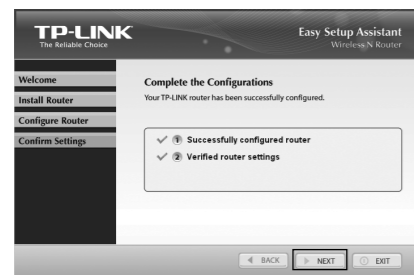 TP-LINK
The Reliable Choice
Easy Setup Assistant
Wireless N Router
Welcome
Install Router
Configure Router
Confirm Settings
Complete the Configurations
Your TP-LINK router has been successfully configured.
1 Successfully configured router
2 Verified router settings
BACK
NEXT
EXIT